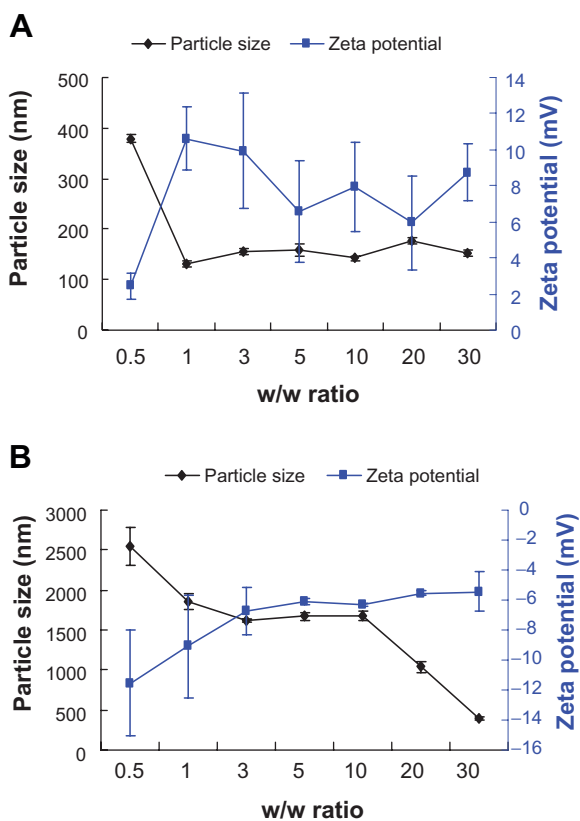 A
Particle size
Zeta potential
Particle size (nm)
500
400
300
200
100
0
14
12
10
8
6
4
2
0
Zeta potential (mV)
0.5 1 3 5 10 20 30
w/w ratio
B
Particle size
Zeta potential
Particle size (nm)
3000
2500
2000
1500
1000
500
0
0
−2
−4
−6
−8
−10
−12
−14
−16
Zeta potential (mV)
0.5 1 3 5 10 20 30
w/w ratio